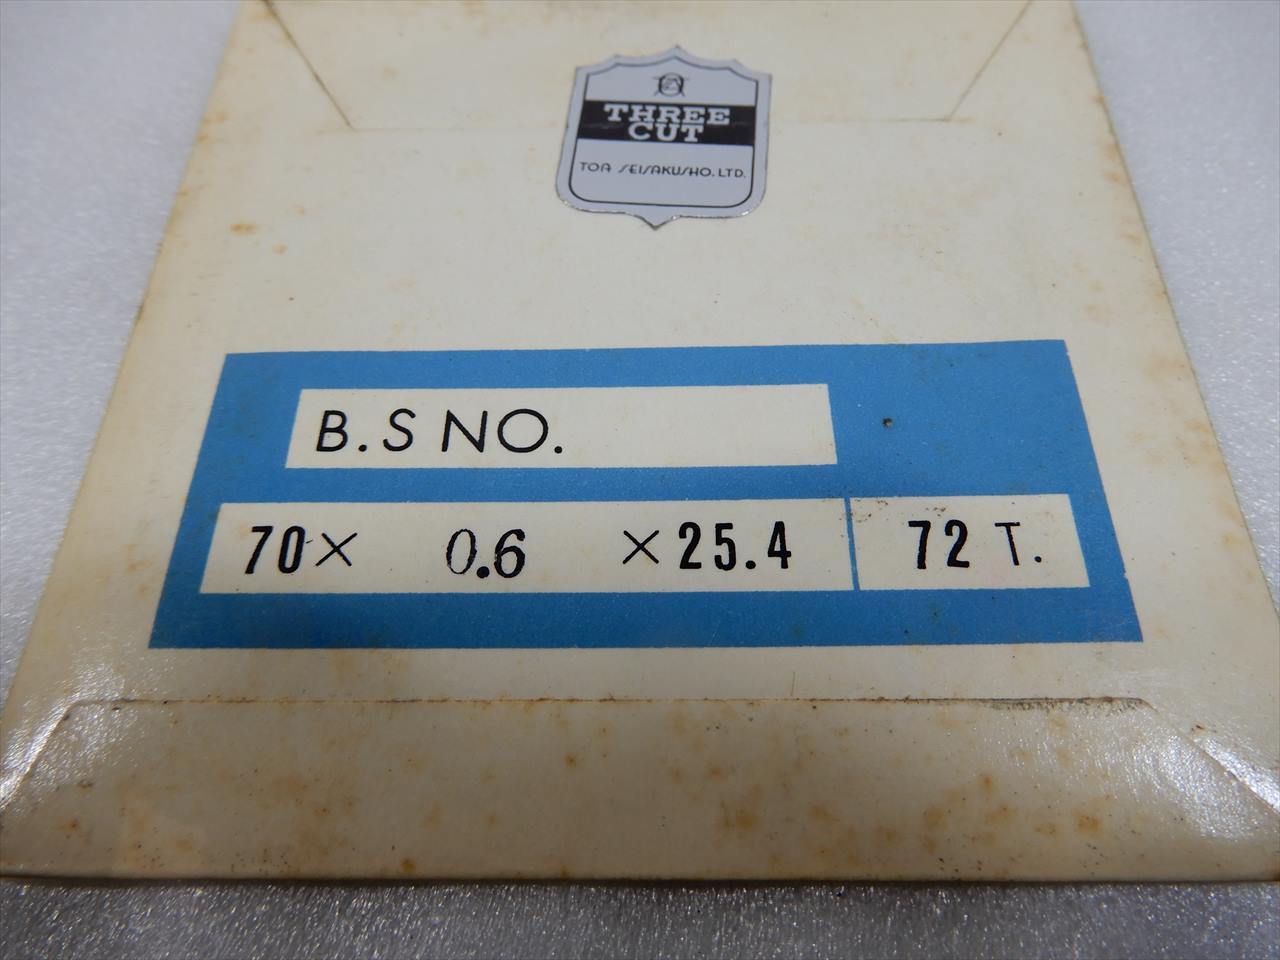 THREE
CUT
TOA SEISAKUSHO. LTD.
B.S NO.
70× 0.6 ×25.4 72 T.